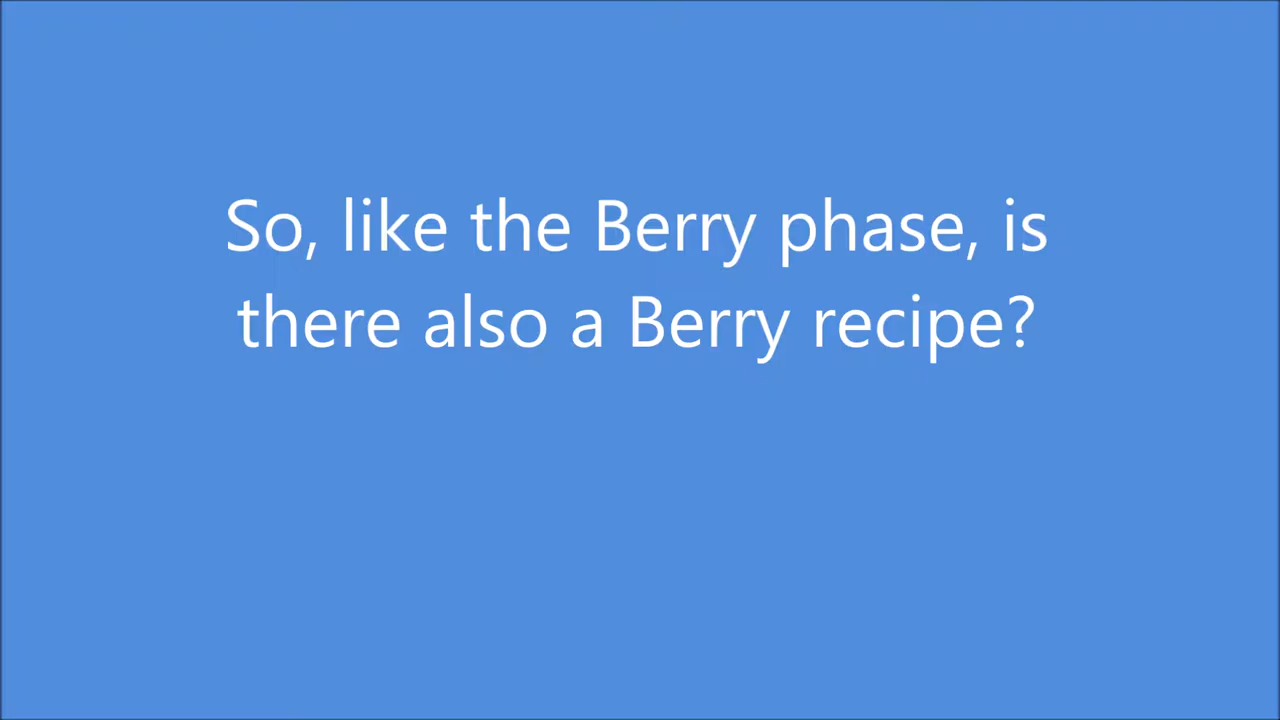 So, like the Berry phase, is
there also a Berry recipe?